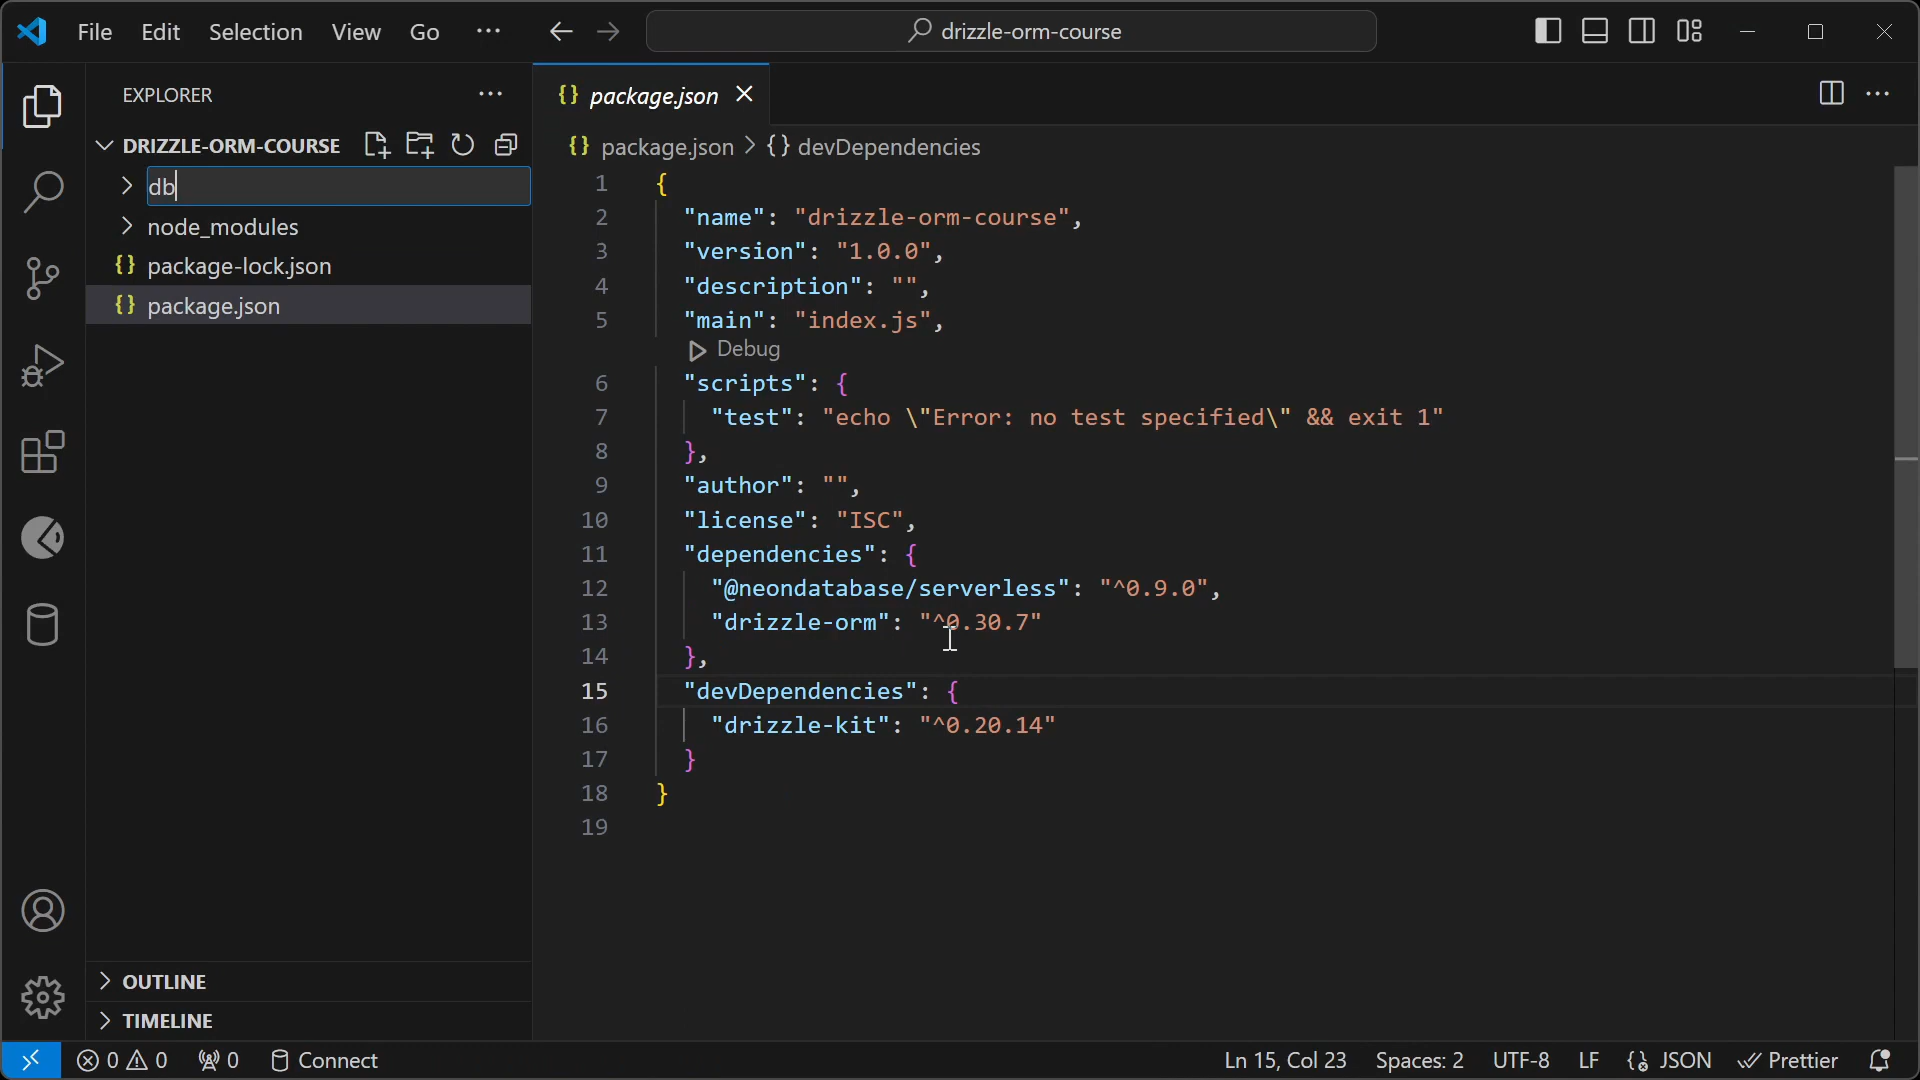 File Edit Selection View Go ··· drizzle-orm-course
EXPLORER ···
DRIZZLE-ORM-COURSE
db
node_modules
{} package-lock.json
{} package.json
OUTLINE
TIMELINE
{} package.json
{} package.json > {} devDependencies
1 {
2 "name": "drizzle-orm-course",
3 "version": "1.0.0",
4 "description": "",
5 "main": "index.js",
Debug
6 "scripts": {
7 "test": "echo \"Error: no test specified\" && exit 1"
8 },
9 "author": "",
10 "license": "ISC",
11 "dependencies": {
12 "@neondatabase/serverless": "^0.9.0",
13 "drizzle-orm": "^0.30.7"
14 },
15 "devDependencies": {
16 "drizzle-kit": "^0.20.14"
17 }
18 }
19
0 0 0 Connect Ln 15, Col 23 Spaces: 2 UTF-8 LF {} JSON Prettier